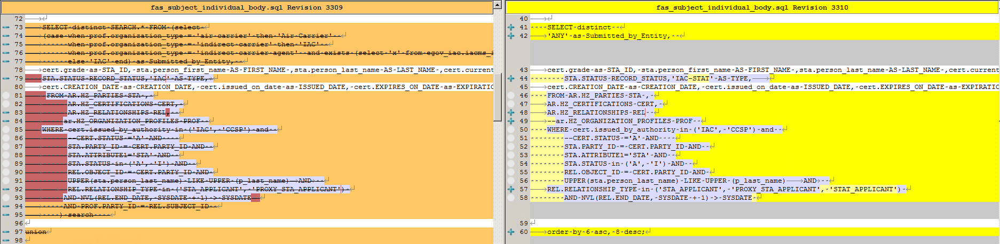 fas_subject_individual_body.sql Revision 3309
72
73 SELECT distinct SEARCH.* FROM (select
74 (case when prof.organization_type = 'air carrier' then 'Air Carrier'
75 when prof.organization_type = 'indirect carrier' then 'IAC'
76 when prof.organization_type = 'indirect carrier agent' and exists (select 'x' from egov_iac.iacms_i
77 else 'IAC' end) as Submitted_by_Entity,
78 cert.grade as STA_ID, sta.person_first_name AS FIRST_NAME ,sta.person_last_name AS LAST_NAME ,cert.current
79 STA.STATUS RECORD_STATUS,'IAC' AS TYPE,
80 cert.CREATION_DATE as CREATION_DATE, cert.issued_on_date as ISSUED_DATE, cert.EXPIRES_ON_DATE as EXPIRATIO
81 FROM AR.HZ_PARTIES STA ,
82 AR.HZ_CERTIFICATIONS CERT,
83 AR.HZ_RELATIONSHIPS REL,
84 ar.HZ_ORGANIZATION_PROFILES PROF
85 WHERE cert.issued_by_authority in ('IAC', 'CCSP') and
86 --CERT.STATUS ='A' AND
87 STA.PARTY_ID = CERT.PARTY_ID AND
88 STA.ATTRIBUTE1='STA' AND
89 STA.STATUS in ('A', 'I') AND
90 REL.OBJECT_ID = CERT.PARTY_ID AND
91 UPPER(sta.person_last_name) LIKE UPPER (p_last_name) AND
92 REL.RELATIONSHIP_TYPE in ('STA_APPLICANT', 'PROXY_STA_APPLICANT')
93 AND NVL(REL.END_DATE, SYSDATE + 1) > SYSDATE
94 AND PROF.PARTY_ID = REL.SUBJECT_ID
95 ) search
96
97 union
98
fas_subject_individual_body.sql Revision 3310
40
41 SELECT distinct
42 'ANY' as Submitted_by_Entity,
43 cert.grade as STA_ID, sta.person_first_name AS FIRST_NAME ,sta.person_last_name AS LAST_NAME ,cert.current
44 STA.STATUS RECORD_STATUS,'IAC-STAT' AS TYPE,
45 cert.CREATION_DATE as CREATION_DATE, cert.issued_on_date as ISSUED_DATE, cert.EXPIRES_ON_DATE as EXPIRATIO
46 FROM AR.HZ_PARTIES STA ,
47 AR.HZ_CERTIFICATIONS CERT,
48 AR.HZ_RELATIONSHIPS REL
49 --ar.HZ_ORGANIZATION_PROFILES PROF
50 WHERE cert.issued_by_authority in ('IAC', 'CCSP') and
51 --CERT.STATUS ='A' AND
52 STA.PARTY_ID = CERT.PARTY_ID AND
53 STA.ATTRIBUTE1='STA' AND
54 STA.STATUS in ('A', 'I') AND
55 REL.OBJECT_ID = CERT.PARTY_ID AND
56 UPPER(sta.person_last_name) LIKE UPPER (p_last_name) AND
57 REL.RELATIONSHIP_TYPE in ('STA_APPLICANT', 'PROXY_STA_APPLICANT', 'STAT_APPLICANT')
58 AND NVL(REL.END_DATE, SYSDATE + 1) > SYSDATE
59
60 order by 6 asc, 8 desc;